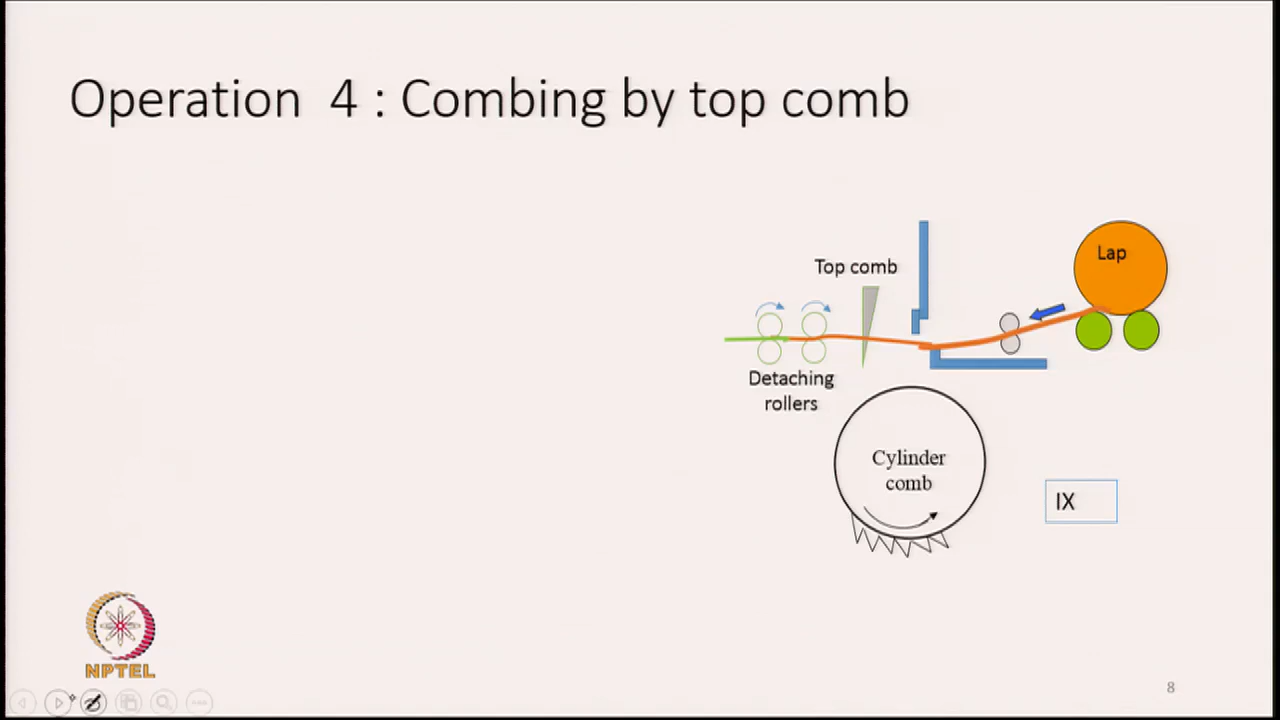 Operation 4 : Combing by top comb
Lap
Top comb
Detaching
rollers
Cylinder
comb
IX
NPTEL
8